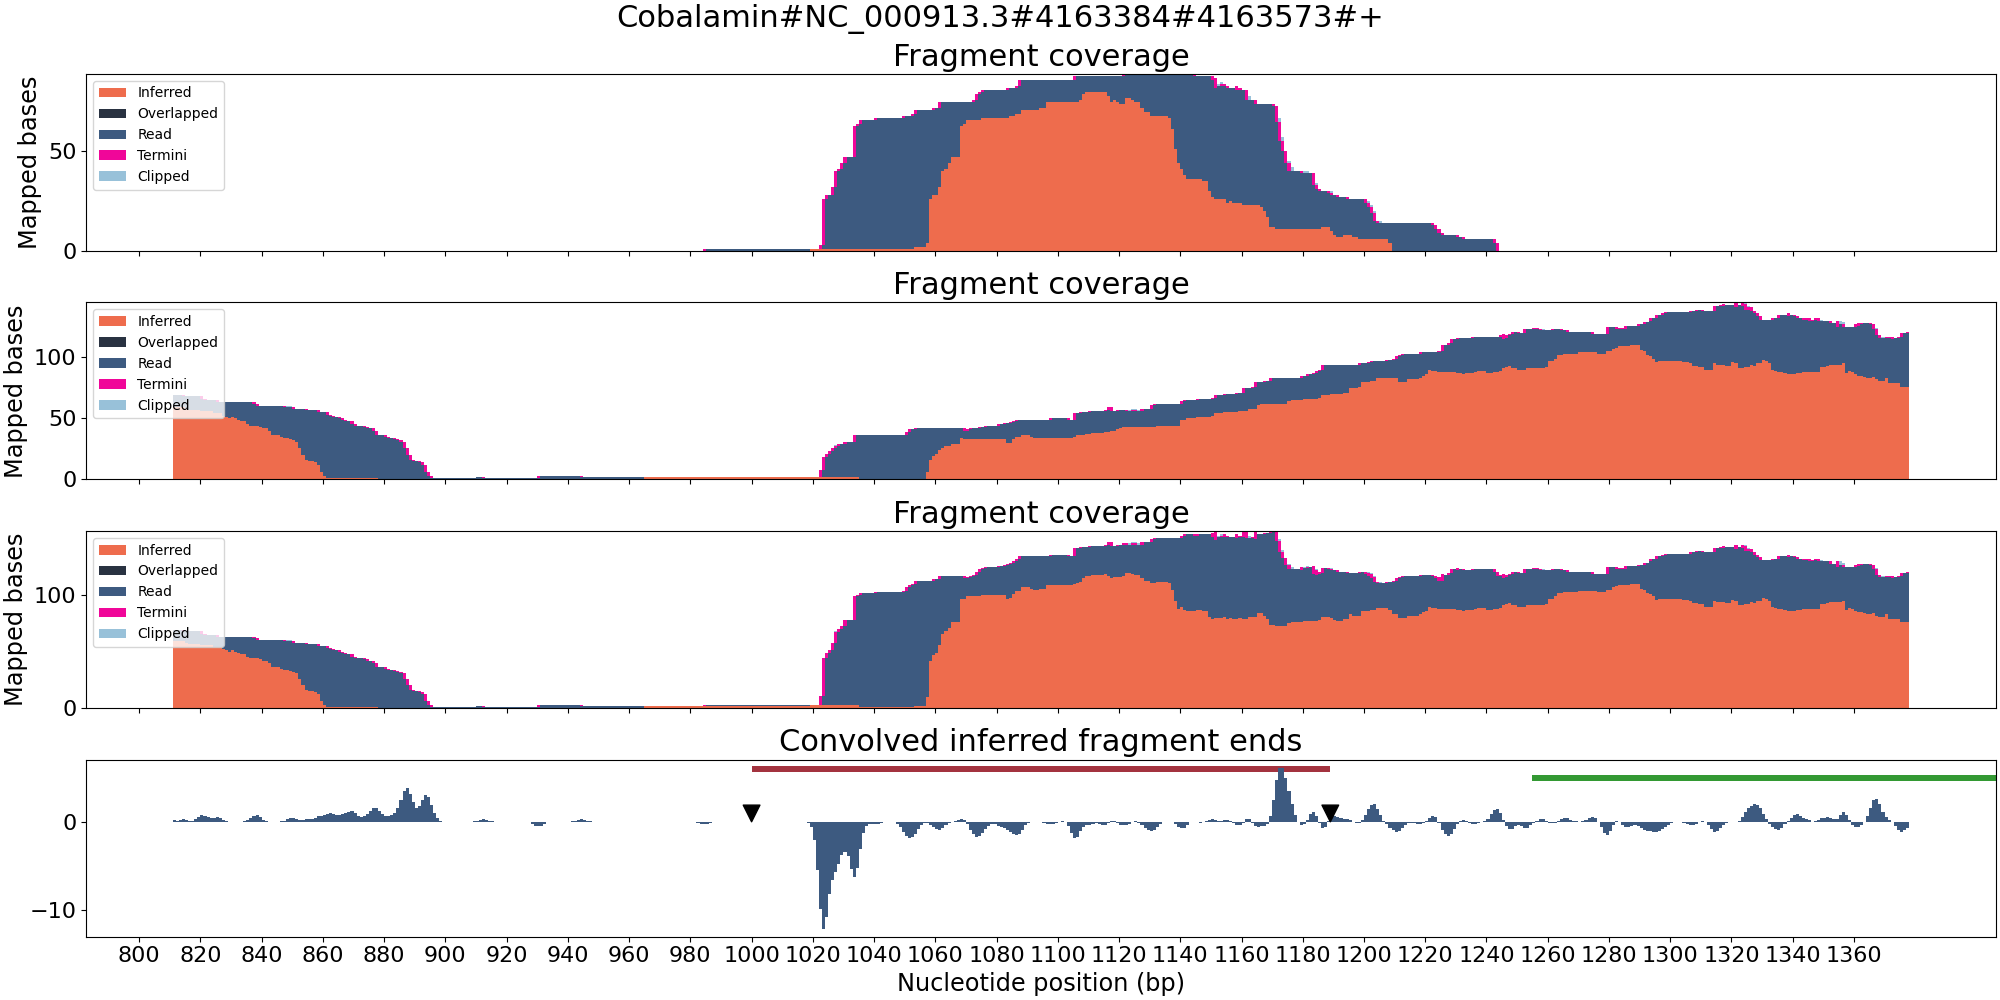 Cobalamin#NC_000913.3#4163384#4163573#+
Fragment coverage
Mapped bases
50
0
Inferred
Overlapped
Read
Termini
Clipped
Fragment coverage
Mapped bases
100
50
0
Inferred
Overlapped
Read
Termini
Clipped
Fragment coverage
Mapped bases
100
0
Inferred
Overlapped
Read
Termini
Clipped
Convolved inferred fragment ends
0
−10
800 820 840 860 880 900 920 940 960 980 1000 1020 1040 1060 1080 1100 1120 1140 1160 1180 1200 1220 1240 1260 1280 1300 1320 1340 1360
Nucleotide position (bp)